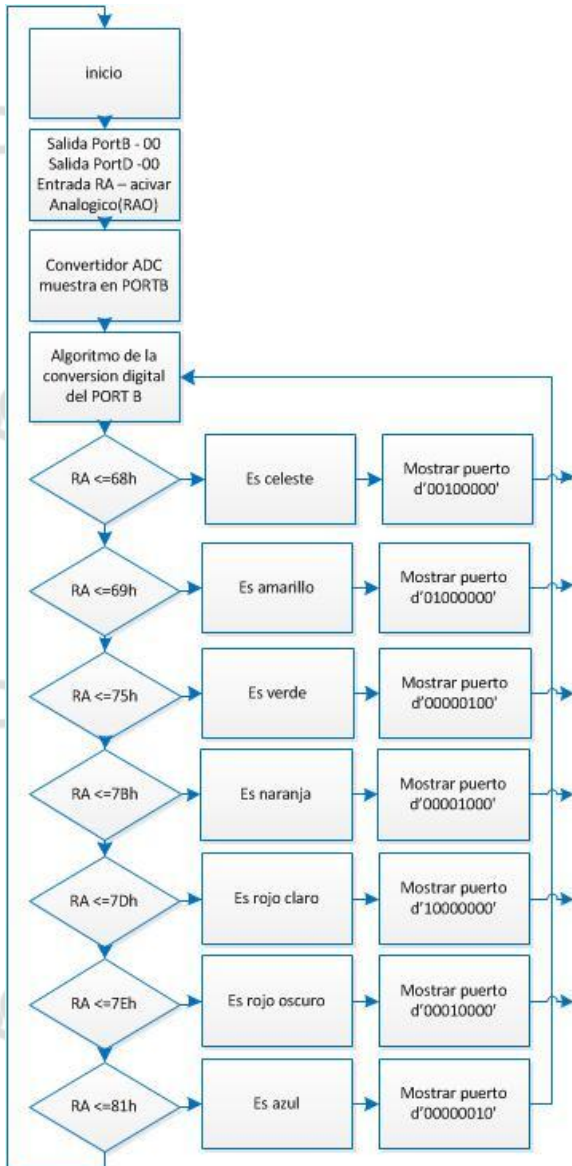 inicio
Salida PortB - 00
Salida PortD -00
Entrada RA – acivar
Analogico(RAO)
Convertidor ADC
muestra en PORTB
Algoritmo de la
conversion digital
del PORT B
RA <=68h
Es celeste
Mostrar puerto
d'00100000'
RA <=69h
Es amarillo
Mostrar puerto
d'01000000'
RA <=75h
Es verde
Mostrar puerto
d'00000100'
RA <=7Bh
Es naranja
Mostrar puerto
d'00001000'
RA <=7Dh
Es rojo claro
Mostrar puerto
d'10000000'
RA <=7Eh
Es rojo oscuro
Mostrar puerto
d'00010000'
RA <=81h
Es azul
Mostrar puerto
d'00000010'